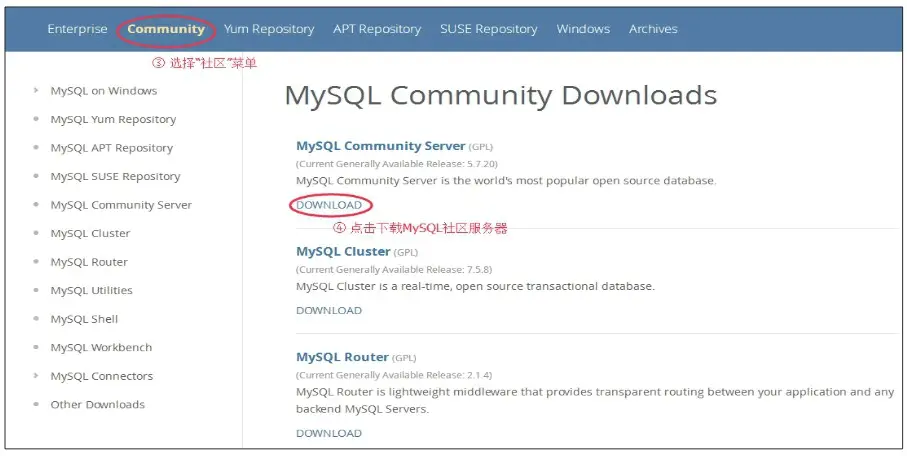 Enterprise Community Yum Repository APT Repository SUSE Repository Windows Archives
③ 选择“社区”菜单
MySQL on Windows
MySQL Yum Repository
MySQL APT Repository
MySQL SUSE Repository
MySQL Community Server
MySQL Cluster
MySQL Router
MySQL Utilities
MySQL Shell
MySQL Workbench
MySQL Connectors
Other Downloads
MySQL Community Downloads
MySQL Community Server (GPL)
(Current Generally Available Release: 5.7.20)
MySQL Community Server is the world's most popular open source database.
DOWNLOAD
④ 点击下载MySQL社区服务器
MySQL Cluster (GPL)
(Current Generally Available Release: 7.5.8)
MySQL Cluster is a real-time, open source transactional database.
DOWNLOAD
MySQL Router (GPL)
(Current Generally Available Release: 2.1.4)
MySQL Router is lightweight middleware that provides transparent routing between your application and any
backend MySQL Servers.
DOWNLOAD